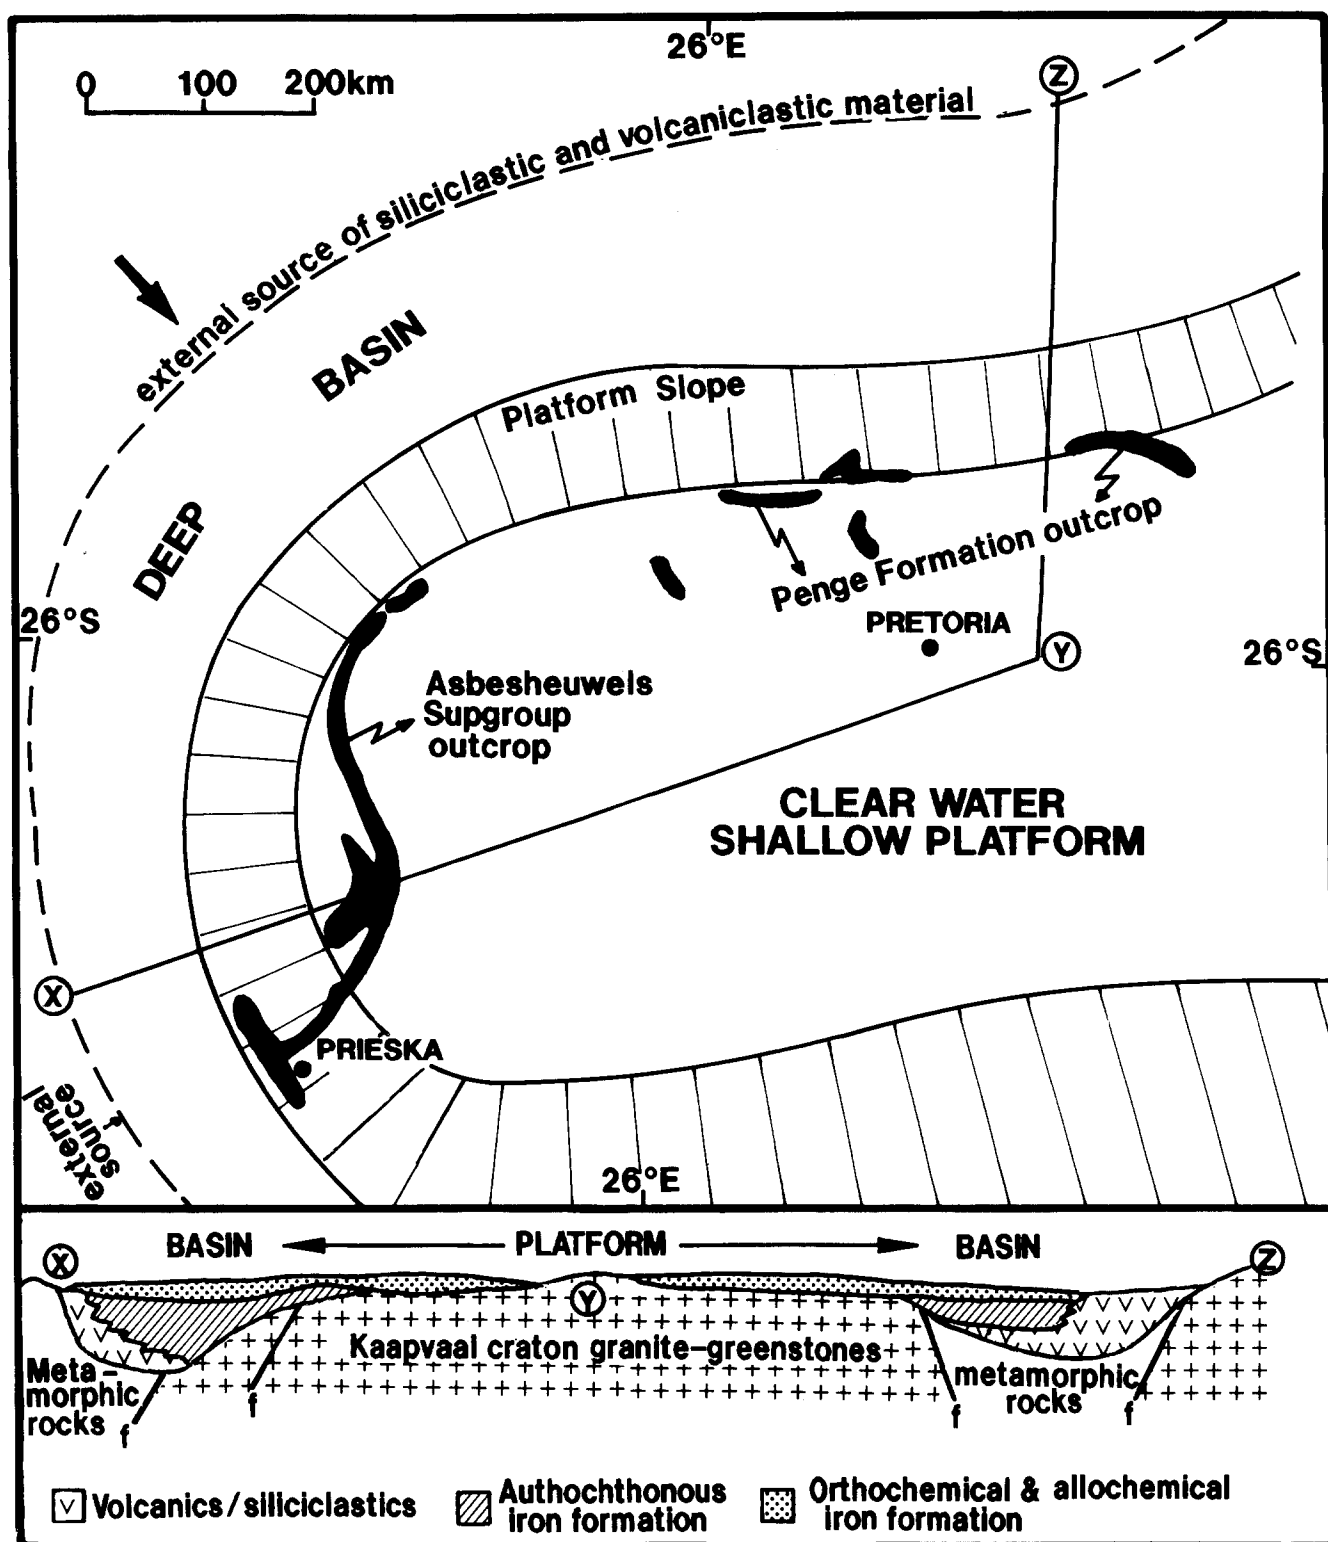 26°E
0 100 200km
Z
external source of siliciclastic and volcaniclastic material
BASIN
Platform Slope
DEEP
Penge Formation outcrop
26°S
PRETORIA
Y
26°S
Asbesheuwels
Supgroup
outcrop
CLEAR WATER
SHALLOW PLATFORM
X
PRIESKA
external
source
26°E
X
BASIN
PLATFORM
BASIN
Z
Y
Kaapvaal craton granite-greenstones
Meta-
morphic
rocks
metamorphic
rocks
f
f
f
f
Volcanics/siliciclastics
Authochthonous
iron formation
Orthochemical & allochemical
iron formation